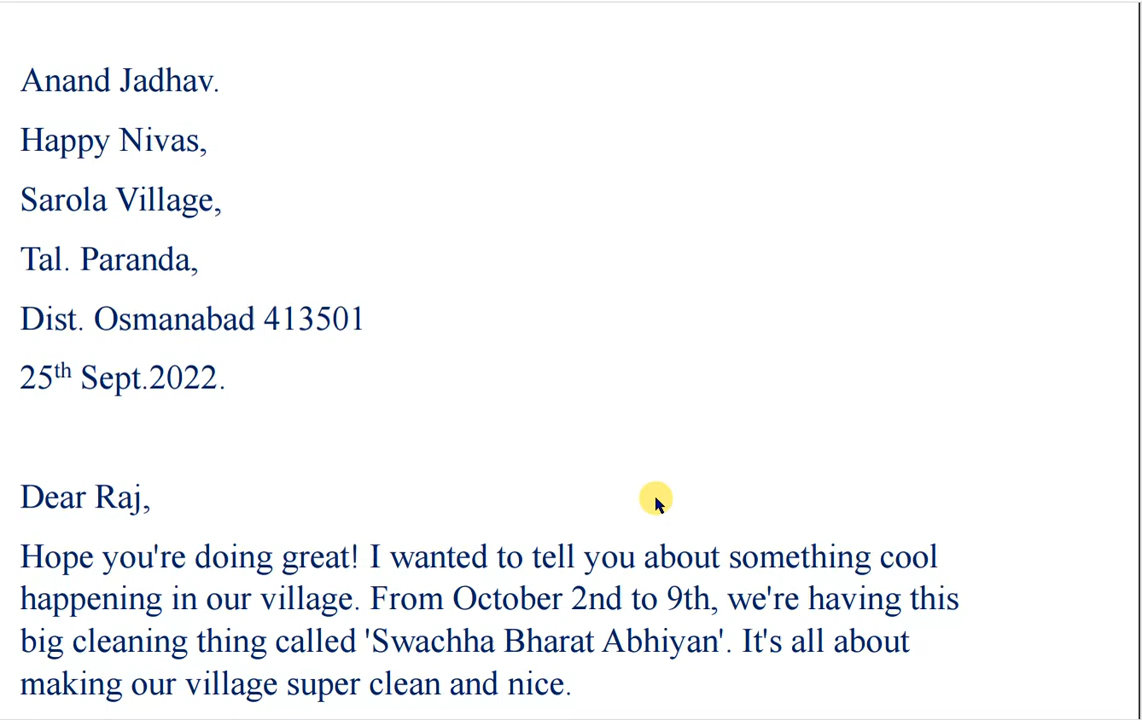 Anand Jadhav.
Happy Nivas,
Sarola Village,
Tal. Paranda,
Dist. Osmanabad 413501
25th Sept.2022.
Dear Raj,
Hope you're doing great! I wanted to tell you about something cool
happening in our village. From October 2nd to 9th, we're having this
big cleaning thing called 'Swachha Bharat Abhiyan'. It's all about
making our village super clean and nice.